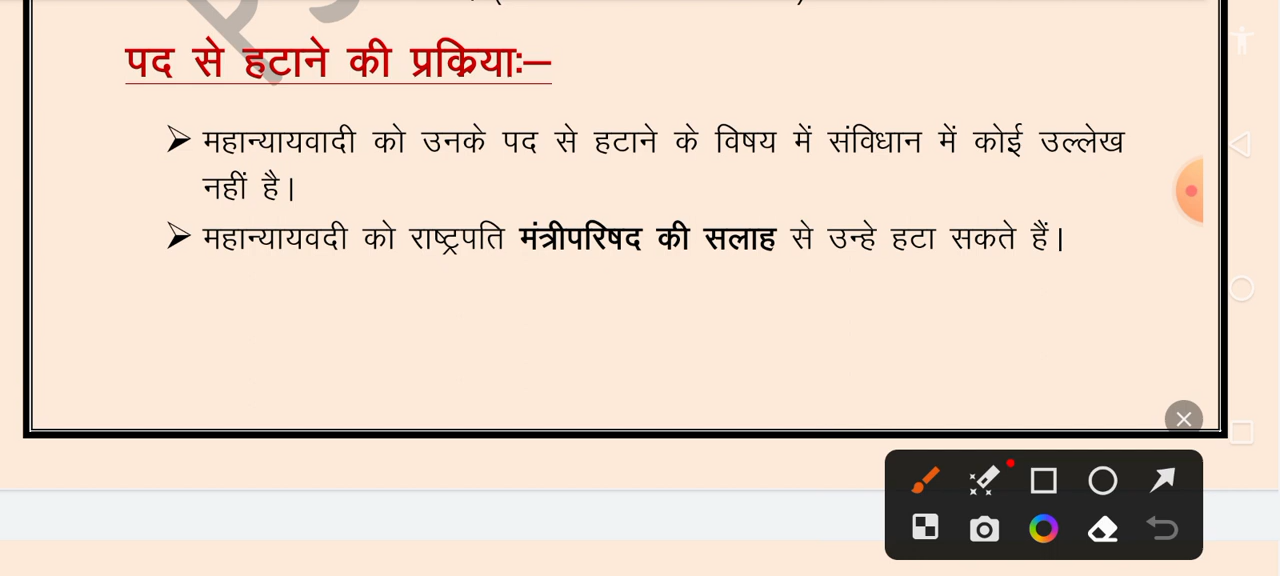 पद से हटाने की प्रक्रियाः–
➢ महान्यायवादी को उनके पद से हटाने के विषय में संविधान में कोई उल्लेख
नहीं है।
➢ महान्यायवदी को राष्ट्रपति मंत्रीपरिषद की सलाह से उन्हे हटा सकते हैं।